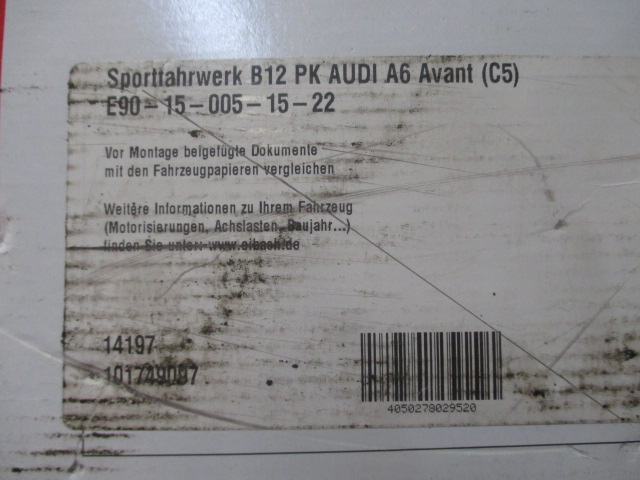 Sportfahrwerk B12 PK AUDI A6 Avant (C5)
E90-15-005-15-22
Vor Montage beigefügte Dokumente
mit den Fahrzeugpapieren vergleichen
Weitere Informationen zu Ihrem Fahrzeug
(Motorisierungen, Achslasten, Baujahr...)
finden Sie unter: www.eibach.de
14197
101749097
4050278029520